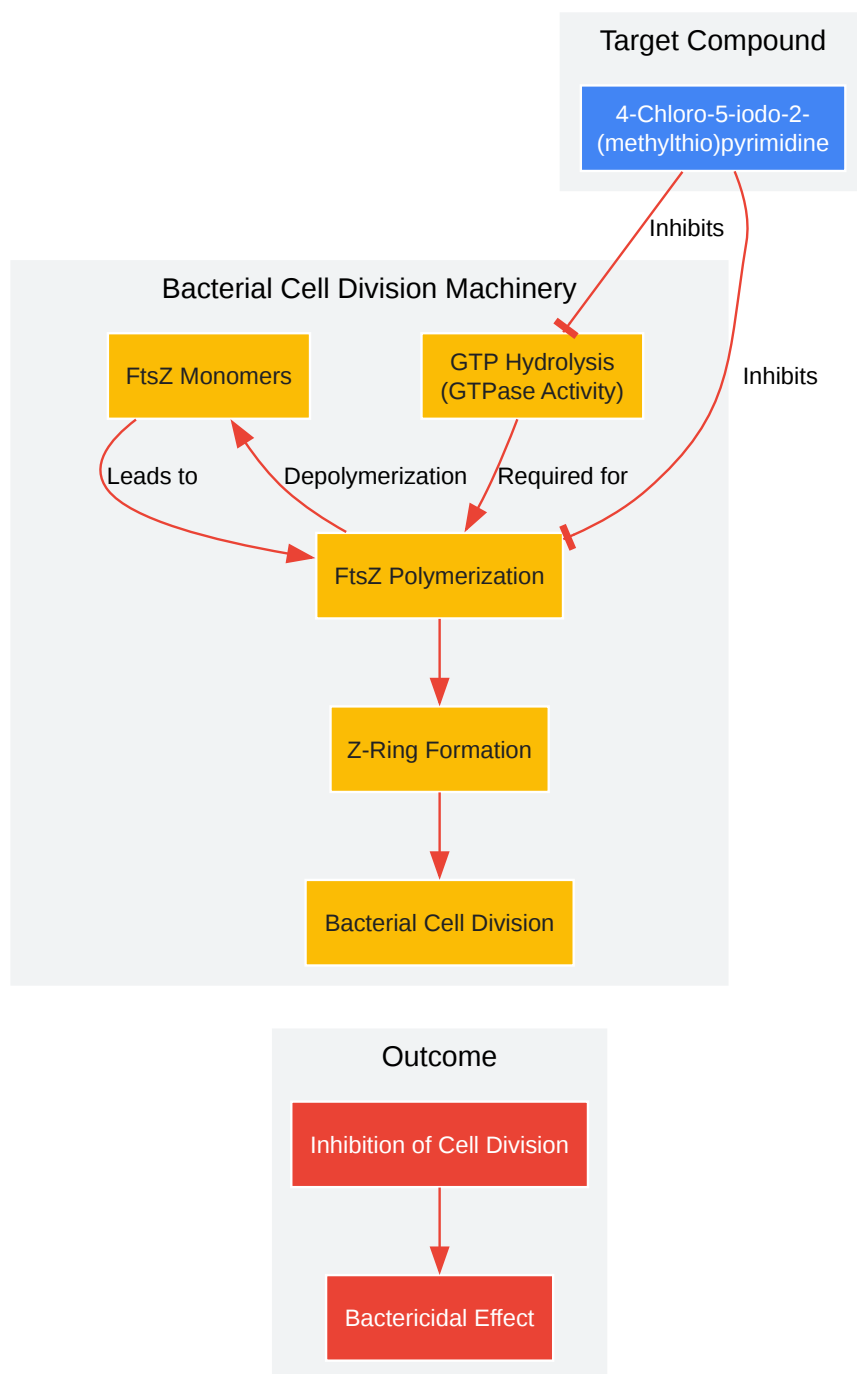 Target Compound
4-Chloro-5-iodo-2-
(methylthio)pyrimidine
Inhibits
Bacterial Cell Division Machinery
FtsZ Monomers
GTP Hydrolysis
(GTPase Activity)
Inhibits
Leads to
Depolymerization
Required for
FtsZ Polymerization
Z-Ring Formation
Bacterial Cell Division
Outcome
Inhibition of Cell Division
Bactericidal Effect